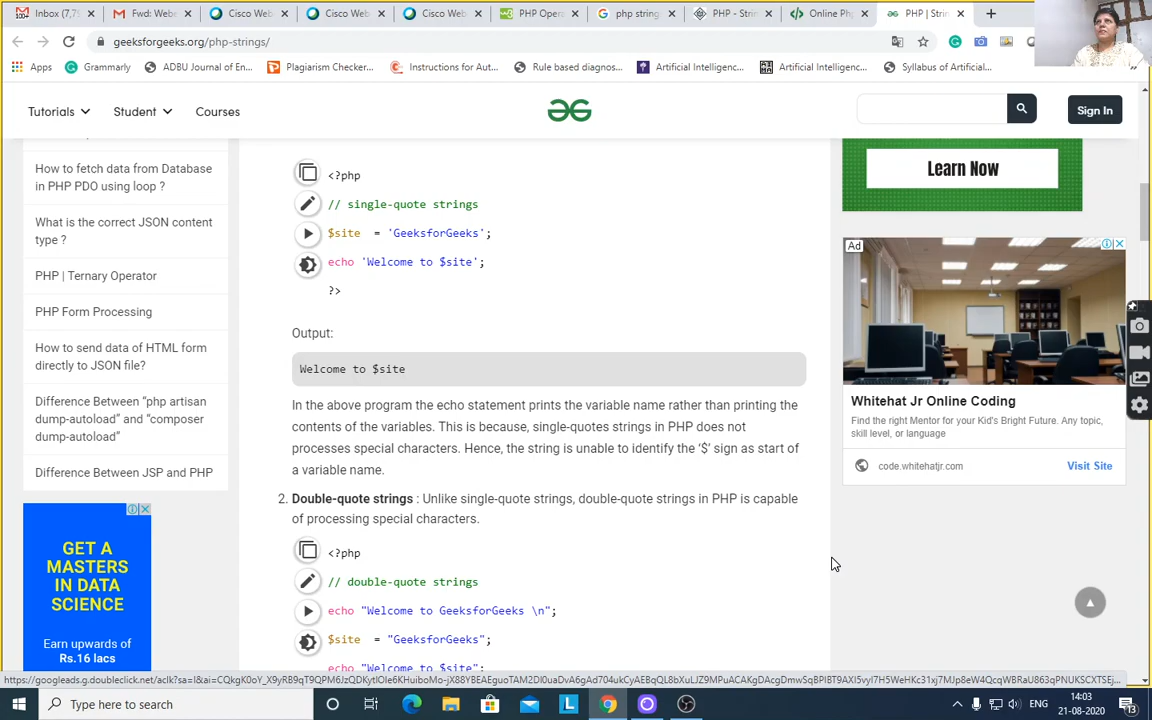 Inbox (7,7
Fwd: Webe
Cisco Web
Cisco Web
Cisco Web
PHP Oper
php string
PHP - Stri
Online Ph
PHP | Strin
geeksforgeeks.org/php-strings/
Apps
Grammarly
ADBU Journal of En...
Plagiarism Checker...
Instructions for Aut...
Rule based diagnos...
Artificial Intelligenc...
Artificial Intelligenc...
Syllabus of Artificial...
Tutorials
Student
Courses
Sign In
How to fetch data from Database
in PHP PDO using loop ?
What is the correct JSON content
type ?
PHP | Ternary Operator
PHP Form Processing
How to send data of HTML form
directly to JSON file?
Difference Between “php artisan
dump-autoload” and “composer
dump-autoload”
Difference Between JSP and PHP
GET A
MASTERS
IN DATA
SCIENCE
Earn upwards of
Rs.16 lacs
<?php
// single-quote strings
$site = 'GeeksforGeeks';
echo 'Welcome to $site';
?>
Output:
Welcome to $site
In the above program the echo statement prints the variable name rather than printing the
contents of the variables. This is because, single-quotes strings in PHP does not
processes special characters. Hence, the string is unable to identify the ‘$’ sign as start of
a variable name.
2. Double-quote strings : Unlike single-quote strings, double-quote strings in PHP is capable
of processing special characters.
<?php
// double-quote strings
echo "Welcome to GeeksforGeeks \n";
$site = "GeeksforGeeks";
echo "Welcome to $site";
Learn Now
Ad
Whitehat Jr Online Coding
Find the right Mentor for your Kid's Bright Future. Any topic,
skill level, or language
code.whitehatjr.com
Visit Site
Type here to search
ENG
14:03
21-08-2020
13